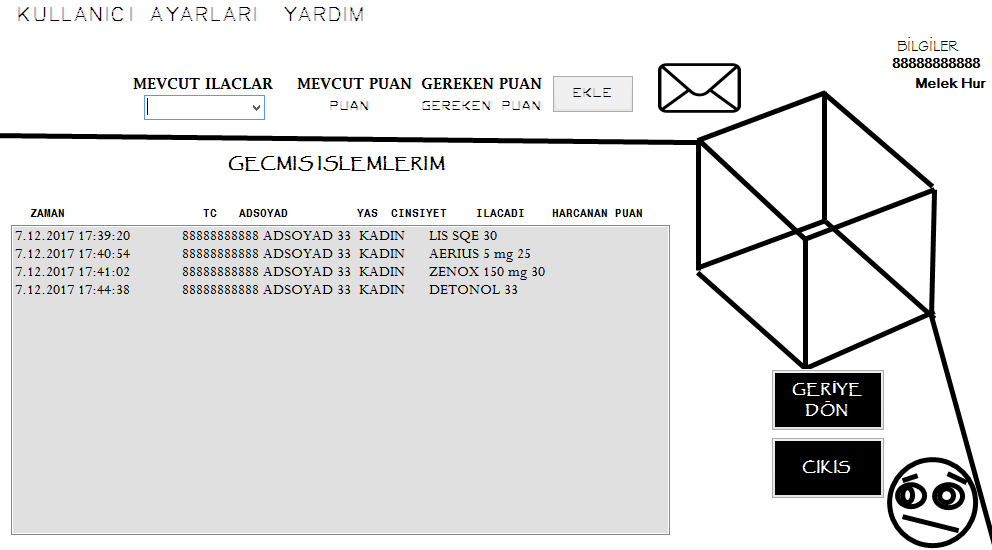 KULLANICI AYARLARI YARDIM
BİLGİLER
88888888888
Melek Hur
MEVCUT ILACLAR MEVCUT PUAN GEREKEN PUAN
PUAN GEREKEN PUAN
EKLE
GECMIS ISLEMLERIM
ZAMAN TC ADSOYAD YAS CINSIYET ILACADI HARCANAN PUAN
7.12.2017 17:39:20 88888888888 ADSOYAD 33 KADIN LIS SQE 30
7.12.2017 17:40:54 88888888888 ADSOYAD 33 KADIN AERIUS 5 mg 25
7.12.2017 17:41:02 88888888888 ADSOYAD 33 KADIN ZENOX 150 mg 30
7.12.2017 17:44:38 88888888888 ADSOYAD 33 KADIN DETONOL 33
GERİYE
DÖN
CIKIS